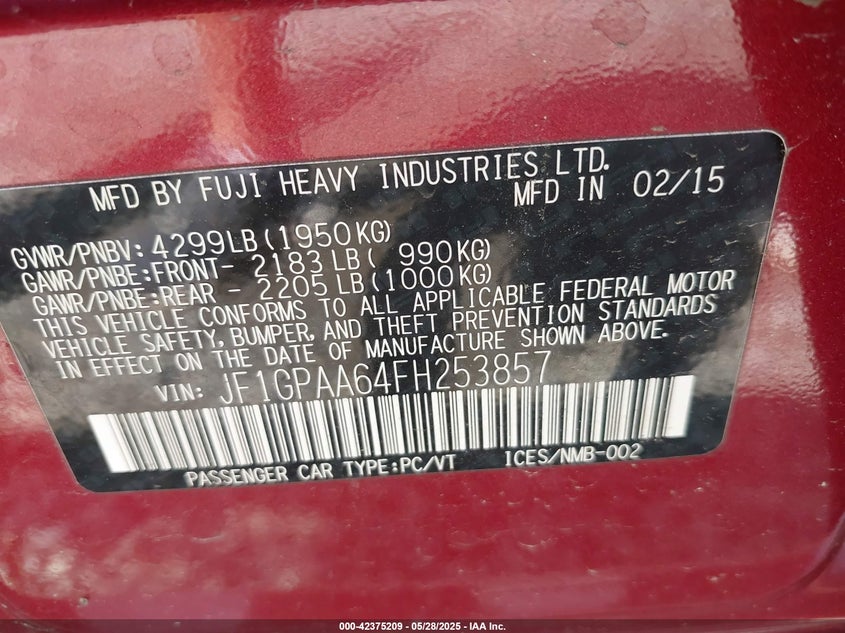 MFD BY FUJI HEAVY INDUSTRIES LTD.
MFD IN 02/15
GVWR/PNBV: 4299LB (1950KG)
GAWR/PNBE:FRONT- 2183 LB ( 990KG)
GAWR/PNBE:REAR - 2205 LB (1000KG)
THIS VEHICLE CONFORMS TO ALL APPLICABLE FEDERAL MOTOR
VEHICLE SAFETY, BUMPER, AND THEFT PREVENTION STANDARDS
IN EFFECT ON THE DATE OF MANUFACTURE SHOWN ABOVE.
VIN: JF1GPAA64FH253857
PASSENGER CAR TYPE:PC/VT ICES/NMB-002
000-42375209 - 05/28/2025 - IAA Inc.